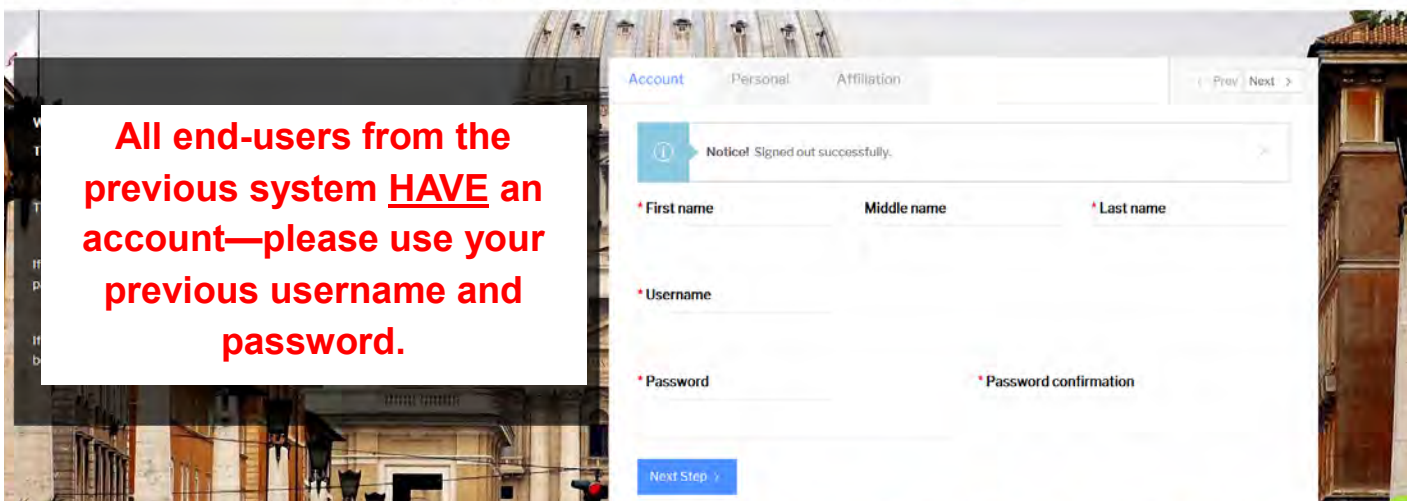 All end-users from the
previous system HAVE an
account—please use your
previous username and
password.
Account Personal Affiliation
Prev Next >
Notice! Signed out successfully. ×
* First name Middle name * Last name
* Username
* Password * Password confirmation
Next Step >